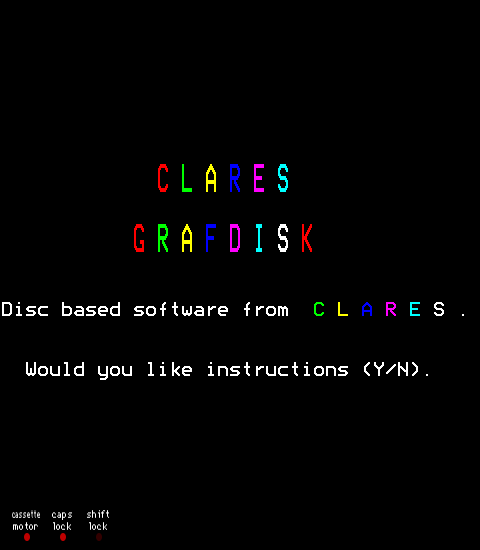 C L A R E S
G R A F D I S K
Disc based software from C L A R E S .
Would you like instructions (Y/N).
cassette motor caps lock shift lock